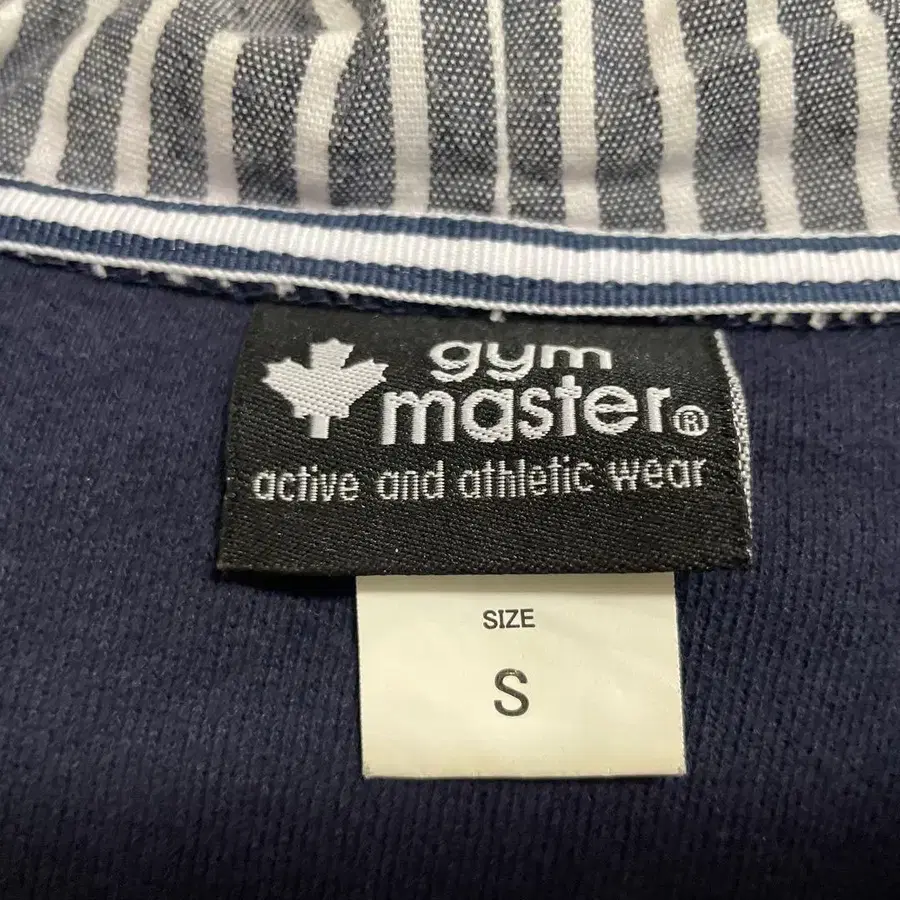 gym
master®
active and athletic wear
SIZE
S